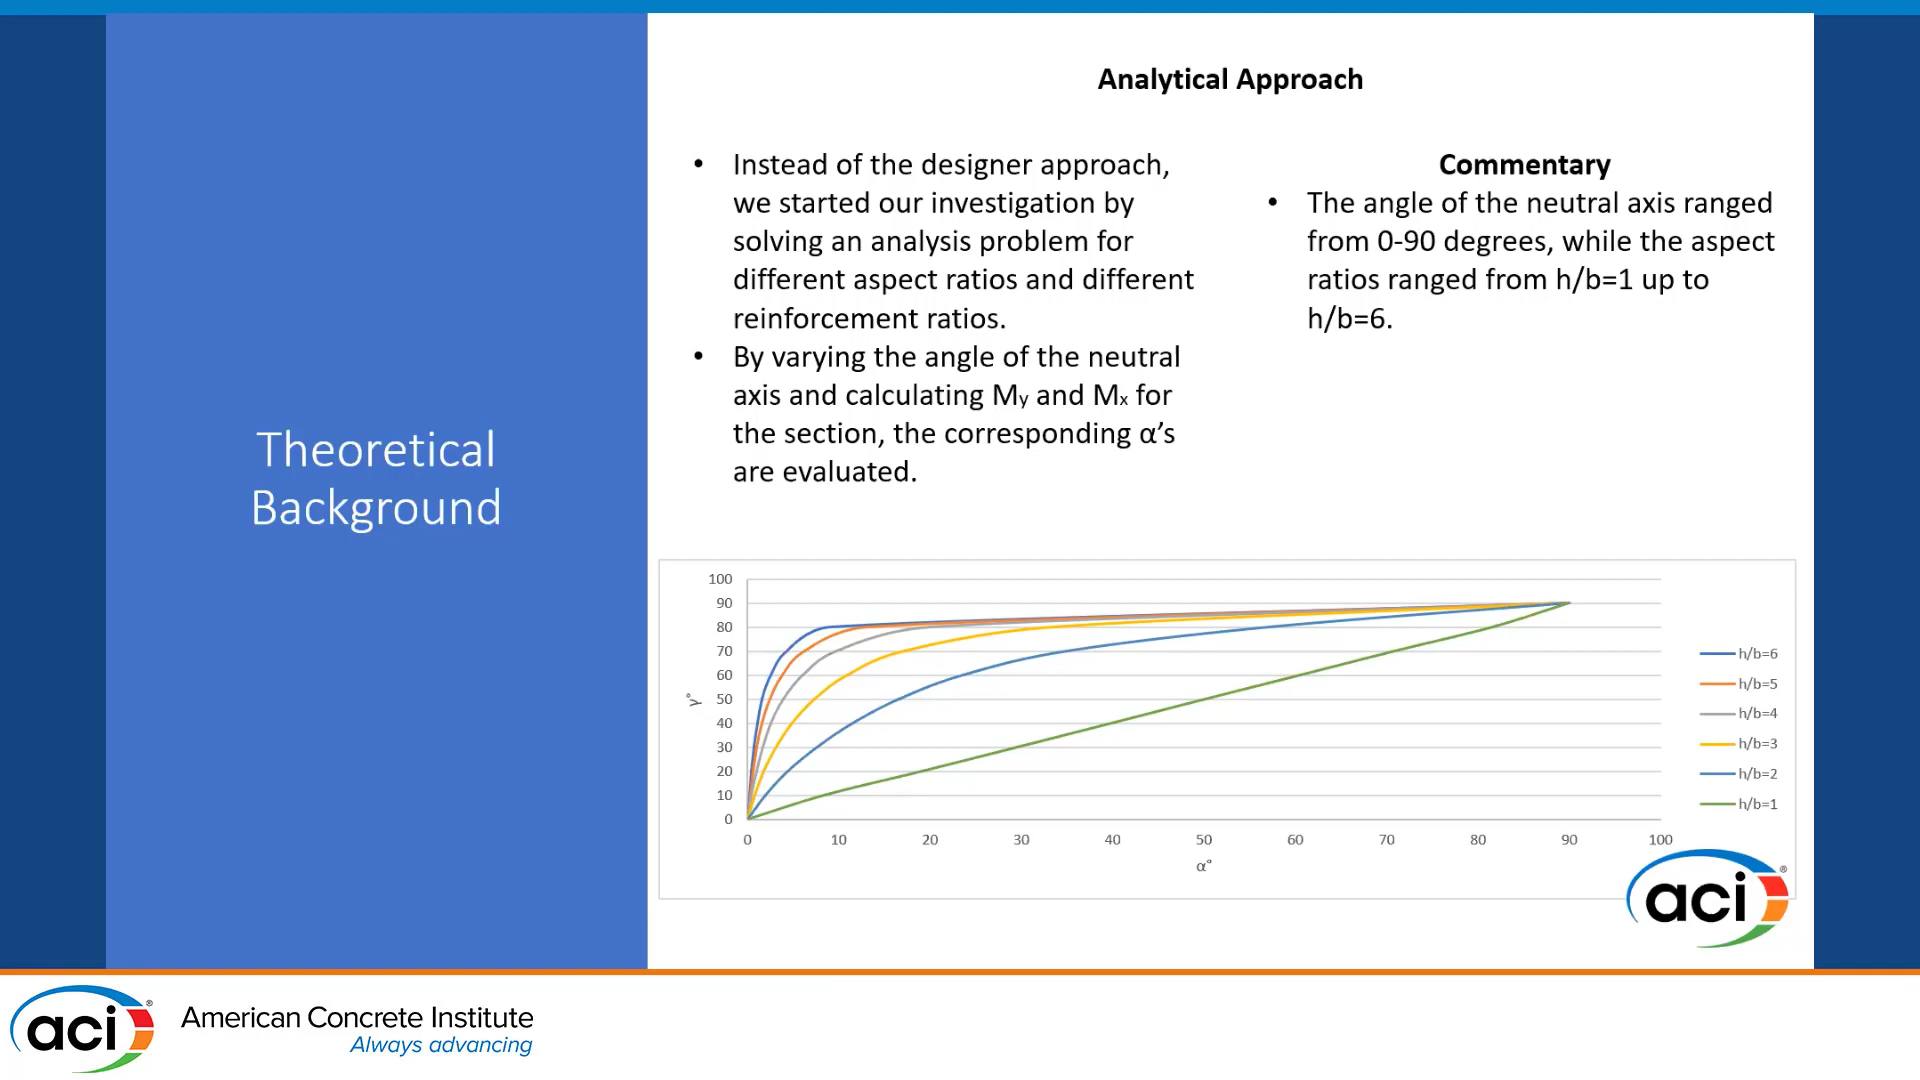 Analytical Approach
Theoretical
Background
• Instead of the designer approach,
we started our investigation by
solving an analysis problem for
different aspect ratios and different
reinforcement ratios.
• By varying the angle of the neutral
axis and calculating My and Mx for
the section, the corresponding α’s
are evaluated.
Commentary
• The angle of the neutral axis ranged
from 0-90 degrees, while the aspect
ratios ranged from h/b=1 up to
h/b=6.
100
90
80
70
60
50
40
30
20
10
0
γ°
0 10 20 30 40 50 60 70 80 90 100
α°
h/b=6
h/b=5
h/b=4
h/b=3
h/b=2
h/b=1
aci®
aci®
American Concrete Institute
Always advancing